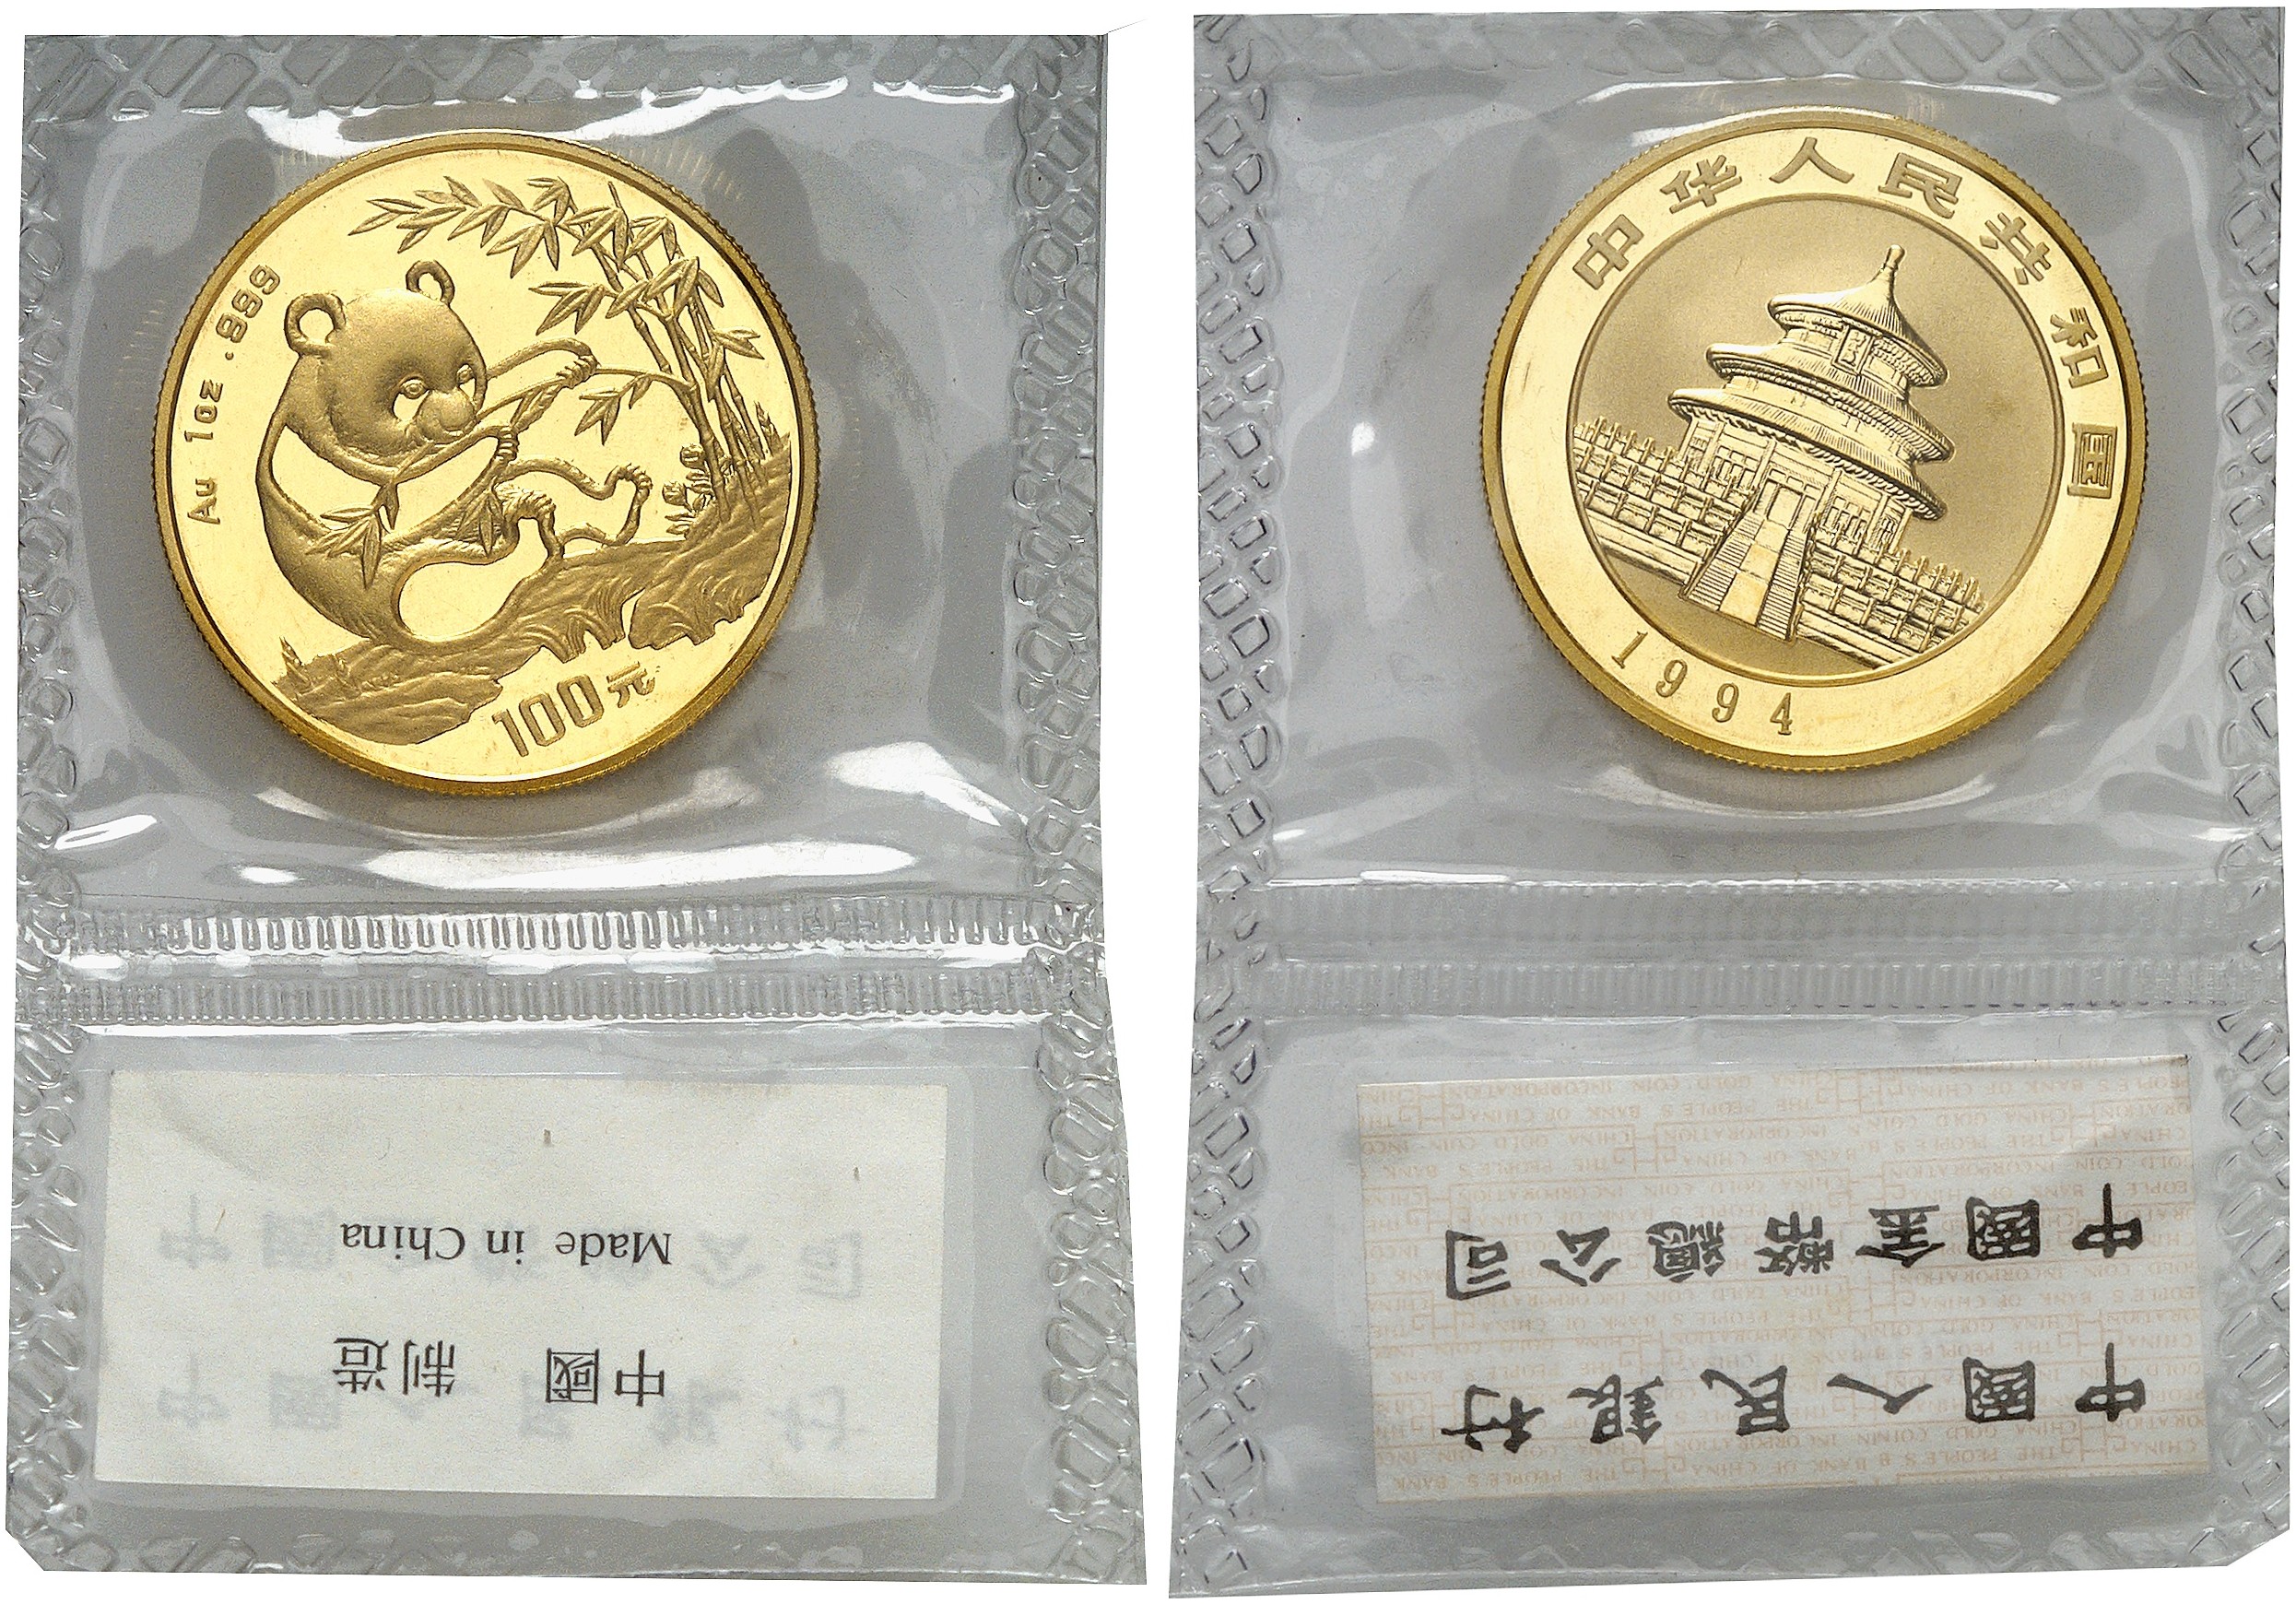 Au 1oz .999
100元
中华人民共和国
1994
中國 制造
Made in China
中國人民銀行
中國金幣總公司